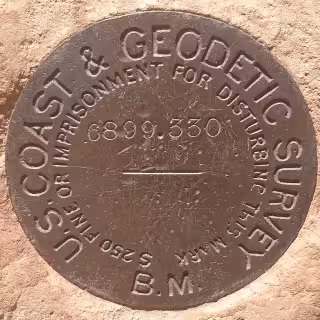 U.S. COAST & GEODETIC SURVEY
$250 FINE OR IMPRISONMENT FOR DISTURBING THIS MARK
6899.330
B.M.